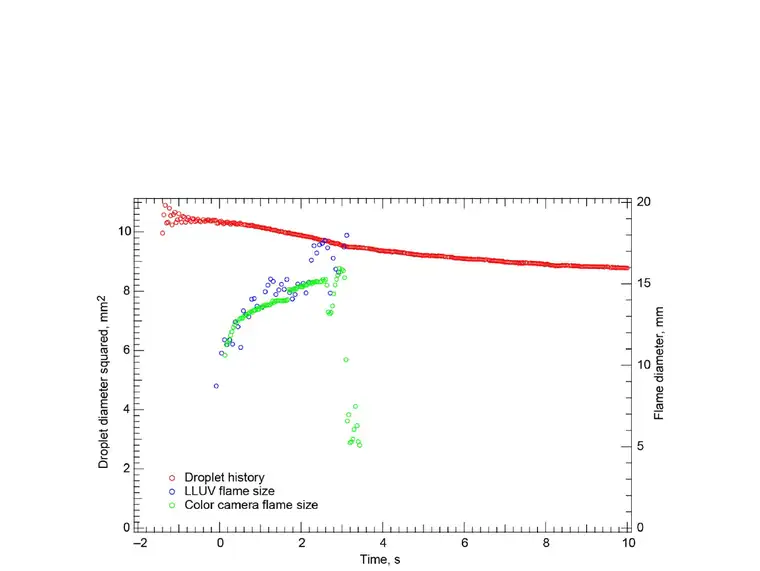 20
10
8
15
6
10
4
5
2
0
0
Droplet diameter squared, mm2
Flame diameter, mm
Droplet history
LLUV flame size
Color camera flame size
–2 0 2 4 6 8 10
Time, s